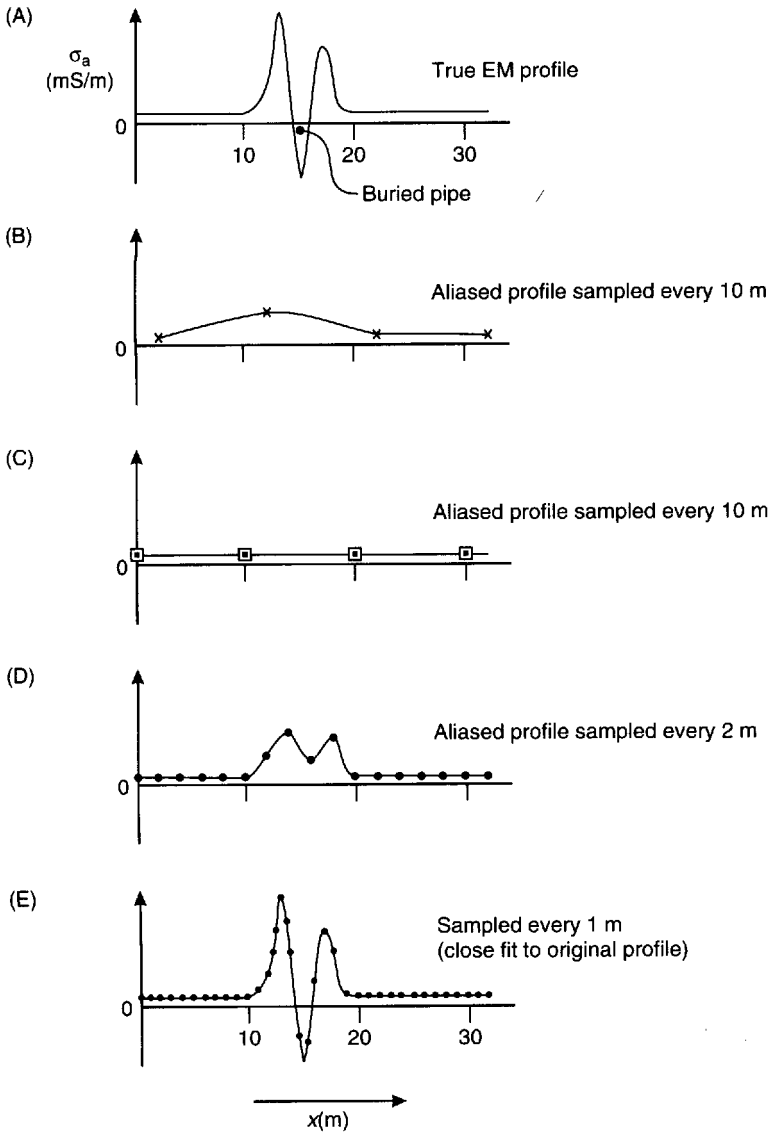 (A)
σa
(mS/m)
True EM profile
0
10 20 30
Buried pipe
(B)
Aliased profile sampled every 10 m
0
(C)
Aliased profile sampled every 10 m
0
(D)
Aliased profile sampled every 2 m
0
(E)
Sampled every 1 m
(close fit to original profile)
0
10 20 30
x(m)